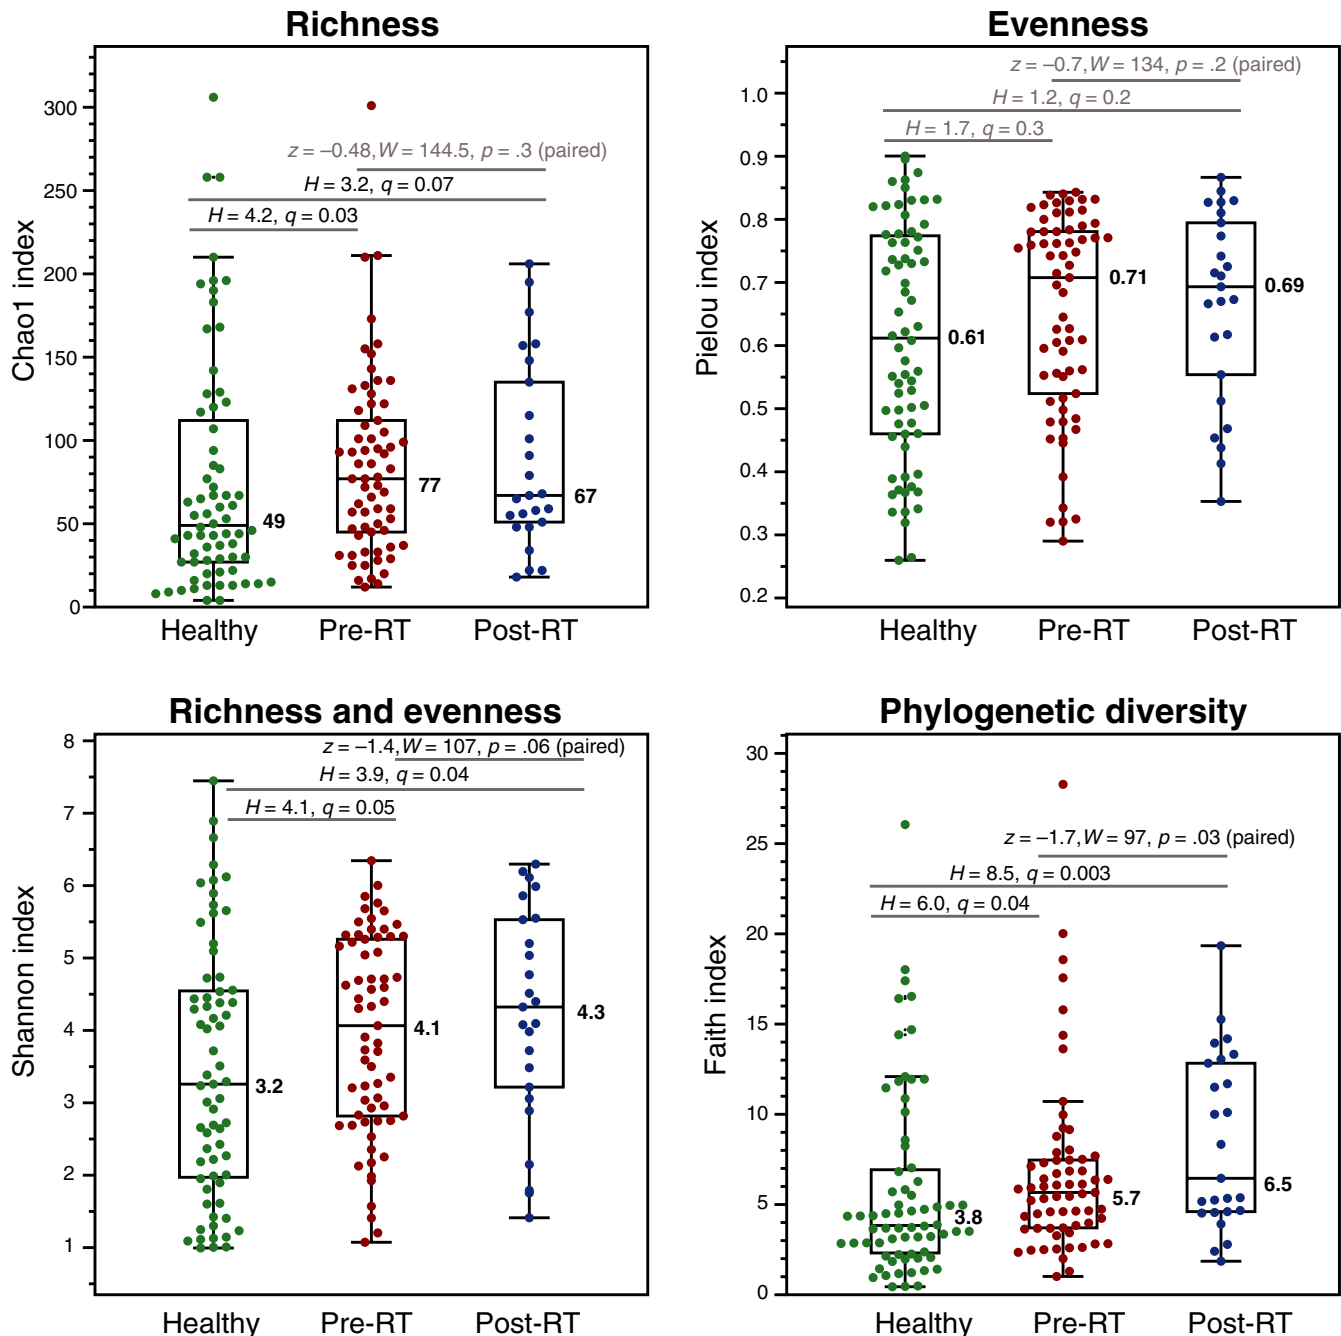 Richness
Chao1 index
300
250
200
150
100
50
0
z = –0.48, W = 144.5, p = .3 (paired)
H = 3.2, q = 0.07
H = 4.2, q = 0.03
49
77
67
Healthy
Pre-RT
Post-RT
Evenness
Pielou index
1.0
0.9
0.8
0.7
0.6
0.5
0.4
0.3
0.2
z = –0.7, W = 134, p = .2 (paired)
H = 1.2, q = 0.2
H = 1.7, q = 0.3
0.61
0.71
0.69
Healthy
Pre-RT
Post-RT
Richness and evenness
Shannon index
8
7
6
5
4
3
2
1
z = –1.4, W = 107, p = .06 (paired)
H = 3.9, q = 0.04
H = 4.1, q = 0.05
3.2
4.1
4.3
Healthy
Pre-RT
Post-RT
Phylogenetic diversity
Faith index
30
25
20
15
10
5
0
z = –1.7, W = 97, p = .03 (paired)
H = 8.5, q = 0.003
H = 6.0, q = 0.04
3.8
5.7
6.5
Healthy
Pre-RT
Post-RT